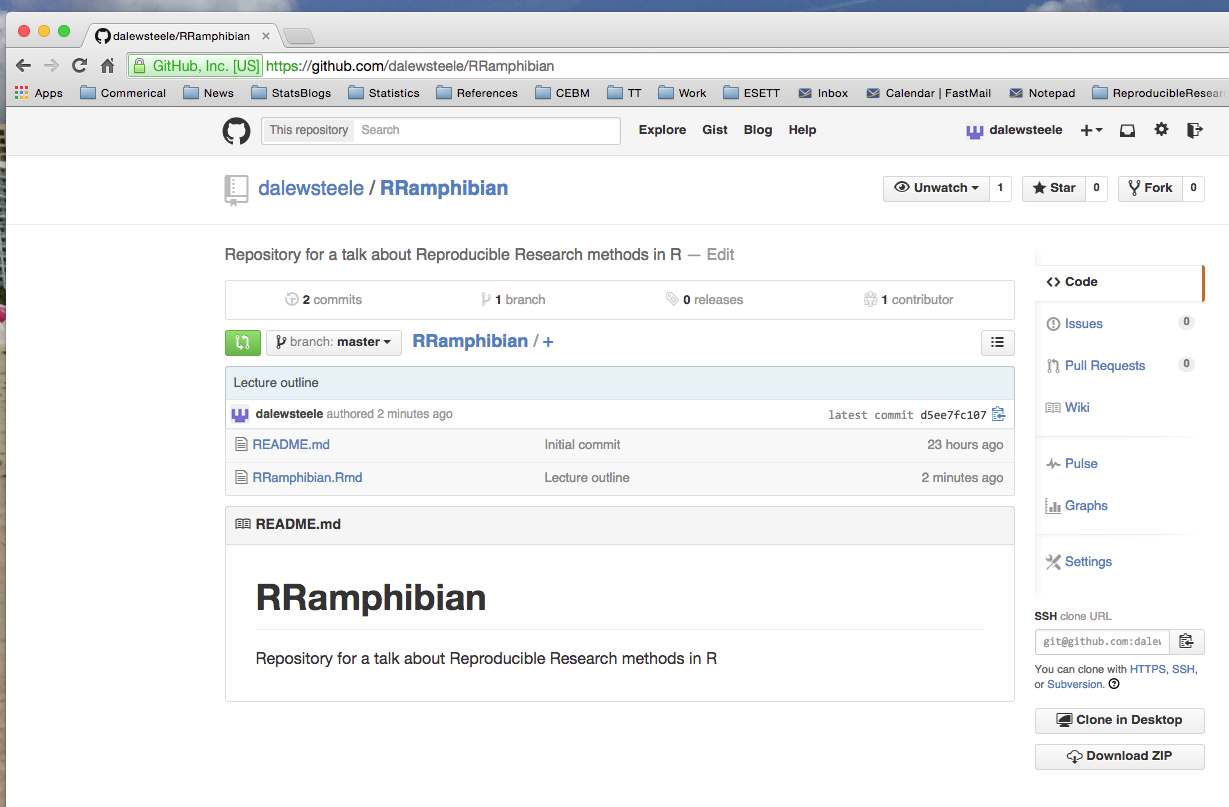 dalewsteele/RRamphibian
GitHub, Inc. [US] https://github.com/dalewsteele/RRamphibian
Apps Commerical News StatsBlogs Statistics References CEBM TT Work ESETT Inbox Calendar | FastMail Notepad ReproducibleResear
This repository Search Explore Gist Blog Help dalewsteele
dalewsteele / RRamphibian Unwatch 1 Star 0 Fork 0
Repository for a talk about Reproducible Research methods in R — Edit
2 commits 1 branch 0 releases 1 contributor
branch: master RRamphibian / +
Lecture outline
dalewsteele authored 2 minutes ago latest commit d5ee7fc107
README.md Initial commit 23 hours ago
RRamphibian.Rmd Lecture outline 2 minutes ago
README.md
RRamphibian
Repository for a talk about Reproducible Research methods in R
Code
Issues 0
Pull Requests 0
Wiki
Pulse
Graphs
Settings
SSH clone URL
git@github.com:dalew
You can clone with HTTPS, SSH,
or Subversion.
Clone in Desktop
Download ZIP